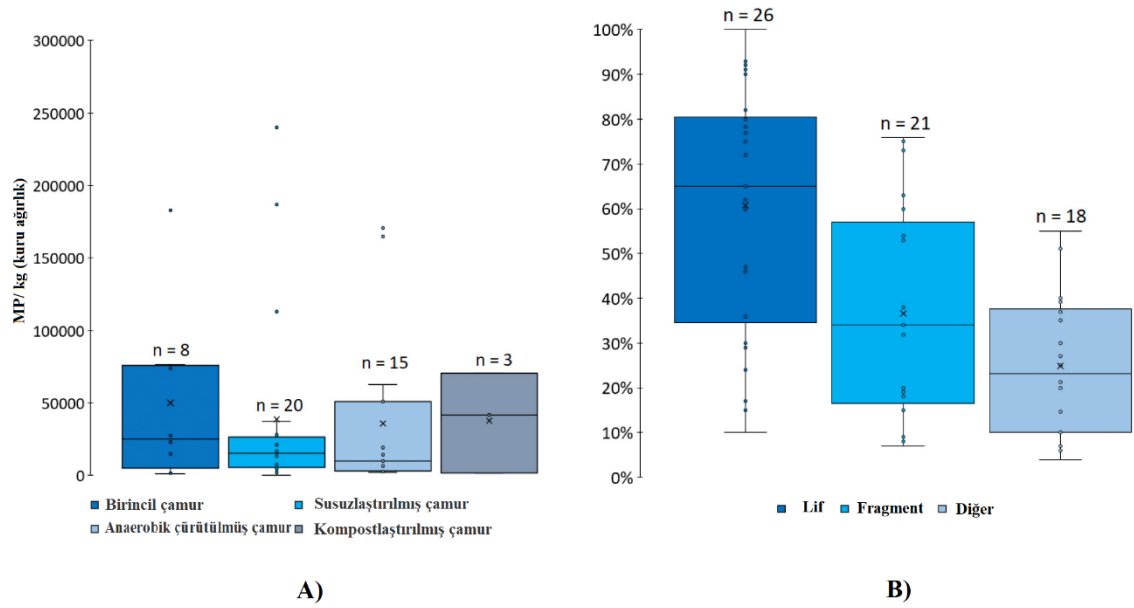 300000
250000
200000
150000
100000
50000
0
MP/ kg (kuru ağırlık)
n = 8
n = 20
n = 15
n = 3
Birincil çamur
Susuzlaştırılmış çamur
Anaerobik çürütülmüş çamur
Kompostlaştırılmış çamur
A)
100%
90%
80%
70%
60%
50%
40%
30%
20%
10%
0%
n = 26
n = 21
n = 18
Lif
Fragment
Diğer
B)